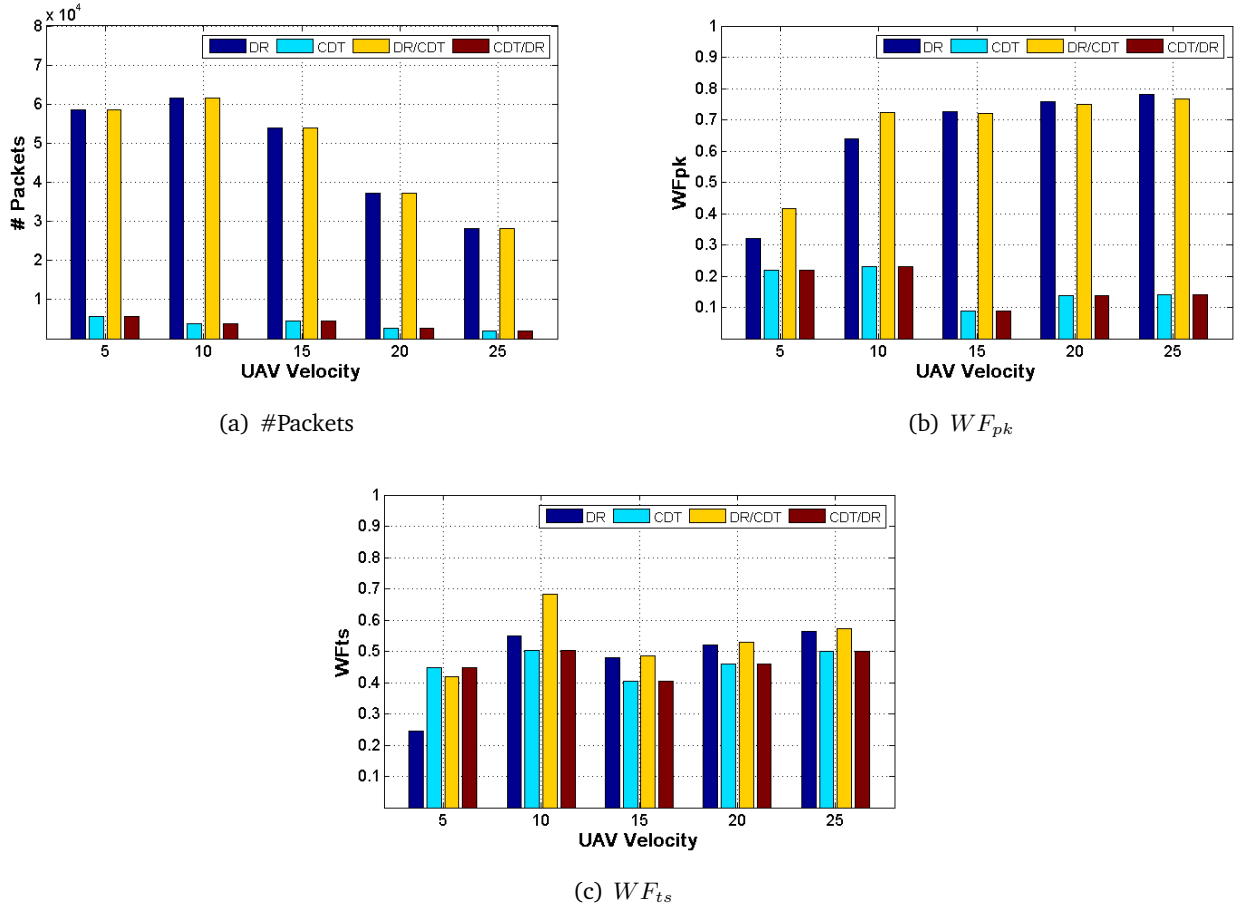 x 10^4
DR CDT DR/CDT CDT/DR
8
7
6
5
4
3
2
1
# Packets
5 10 15 20 25
UAV Velocity
(a) #Packets
DR CDT DR/CDT CDT/DR
1
0.9
0.8
0.7
0.6
0.5
0.4
0.3
0.2
0.1
WFpk
5 10 15 20 25
UAV Velocity
(b) WF_{pk}
DR CDT DR/CDT CDT/DR
1
0.9
0.8
0.7
0.6
0.5
0.4
0.3
0.2
0.1
WFts
5 10 15 20 25
UAV Velocity
(c) WF_{ts}